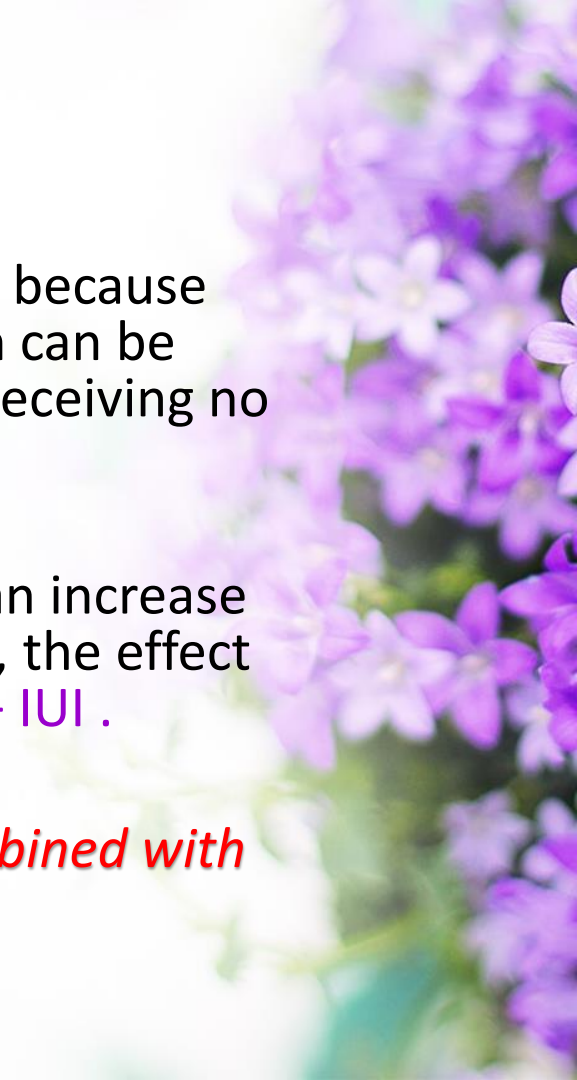 because
can be
eceiving no
n increase
, the effect
- IUI .
bined with